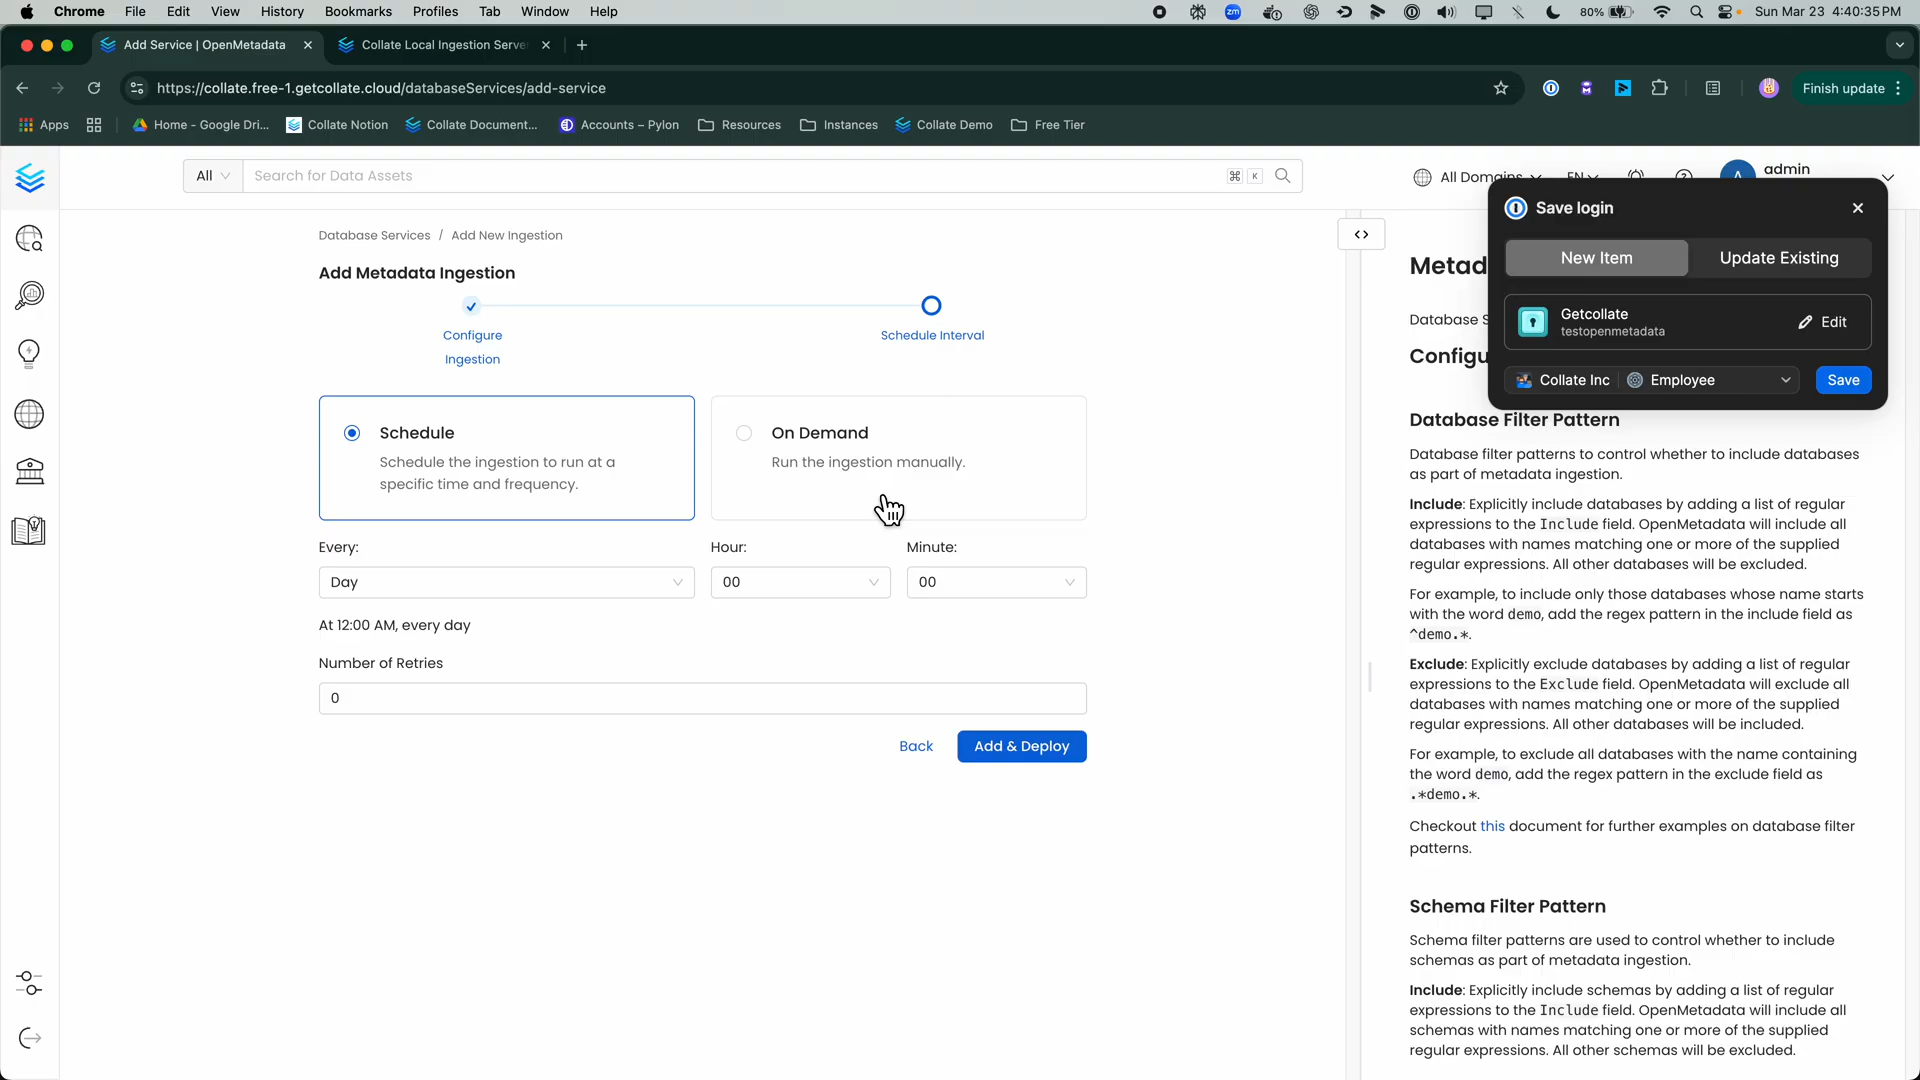 Chrome File Edit View History Bookmarks Profiles Tab Window Help 80% Sun Mar 23 4:40:35 PM
Add Service | OpenMetadata
Collate Local Ingestion Serve
https://collate.free-1.getcollate.cloud/databaseServices/add-service
Finish update
Apps
Home - Google Dri...
Collate Notion
Collate Document...
Accounts – Pylon
Resources
Instances
Collate Demo
Free Tier
All
Search for Data Assets
⌘ K
All Domains
EN
admin
Save login
New Item
Update Existing
Getcollate
testopenmetadata
Edit
Collate Inc
Employee
Save
Database Services / Add New Ingestion
Add Metadata Ingestion
Configure
Ingestion
Schedule Interval
Schedule
Schedule the ingestion to run at a
specific time and frequency.
On Demand
Run the ingestion manually.
Every:
Hour:
Minute:
Day
00
00
At 12:00 AM, every day
Number of Retries
0
Back
Add & Deploy
Metad
Database S
Configu
Database Filter Pattern
Database filter patterns to control whether to include databases
as part of metadata ingestion.
Include: Explicitly include databases by adding a list of regular
expressions to the Include field. OpenMetadata will include all
databases with names matching one or more of the supplied
regular expressions. All other databases will be excluded.
For example, to include only those databases whose name starts
with the word demo, add the regex pattern in the include field as
^demo.*.
Exclude: Explicitly exclude databases by adding a list of regular
expressions to the Exclude field. OpenMetadata will exclude all
databases with names matching one or more of the supplied
regular expressions. All other databases will be included.
For example, to exclude all databases with the name containing
the word demo, add the regex pattern in the exclude field as
.*demo.*.
Checkout this document for further examples on database filter
patterns.
Schema Filter Pattern
Schema filter patterns are used to control whether to include
schemas as part of metadata ingestion.
Include: Explicitly include schemas by adding a list of regular
expressions to the Include field. OpenMetadata will include all
schemas with names matching one or more of the supplied
regular expressions. All other schemas will be excluded.